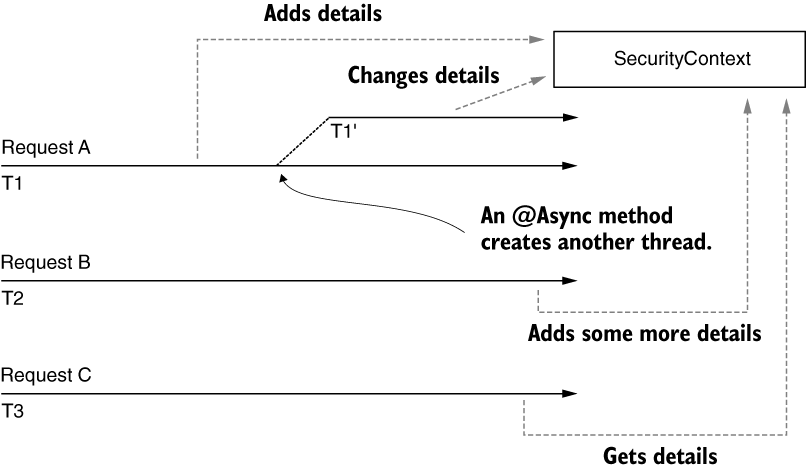 Adds details
SecurityContext
Changes details
T1'
Request A
T1
An @Async method
creates another thread.
Request B
T2
Adds some more details
Request C
T3
Gets details